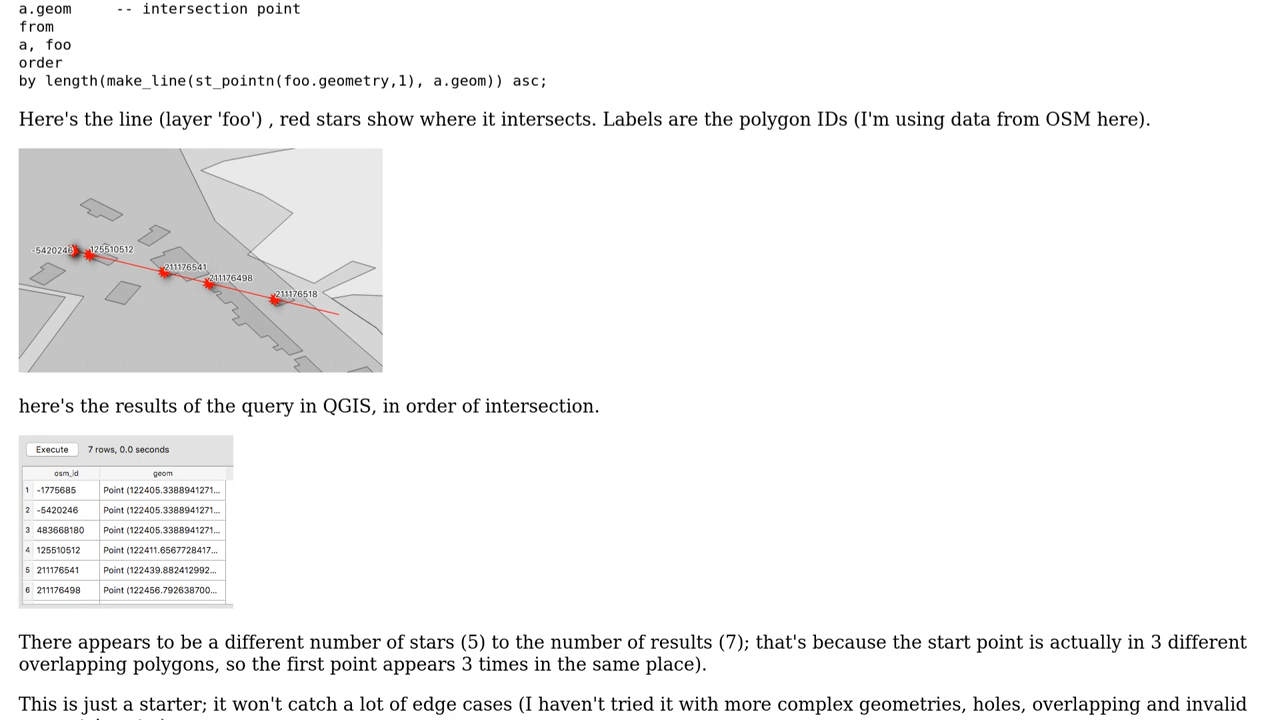 a.geom     -- intersection point
from
a, foo
order
by length(make_line(st_pointn(foo.geometry,1), a.geom)) asc;
Here's the line (layer 'foo') , red stars show where it intersects. Labels are the polygon IDs (I'm using data from OSM here).
-5420246
125510512
211176541
211176498
211176518
here's the results of the query in QGIS, in order of intersection.
Execute 7 rows, 0.0 seconds
osm_id geom
1 -1775685 Point (122405.3388941271...
2 -5420246 Point (122405.3388941271...
3 483668180 Point (122405.3388941271...
4 125510512 Point (122411.6567728417...
5 211176541 Point (122439.882412992...
6 211176498 Point (122456.792638700...
There appears to be a different number of stars (5) to the number of results (7); that's because the start point is actually in 3 different
overlapping polygons, so the first point appears 3 times in the same place).
This is just a starter; it won't catch a lot of edge cases (I haven't tried it with more complex geometries, holes, overlapping and invalid